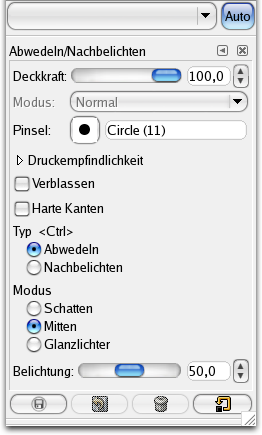 Auto
Abwedeln/Nachbelichten
Deckkraft: 100,0
Modus: Normal
Pinsel: Circle (11)
Druckempfindlichkeit
Verblassen
Harte Kanten
Typ <Ctrl>
Abwedeln
Nachbelichten
Modus
Schatten
Mitten
Glanzlichter
Belichtung: 50,0